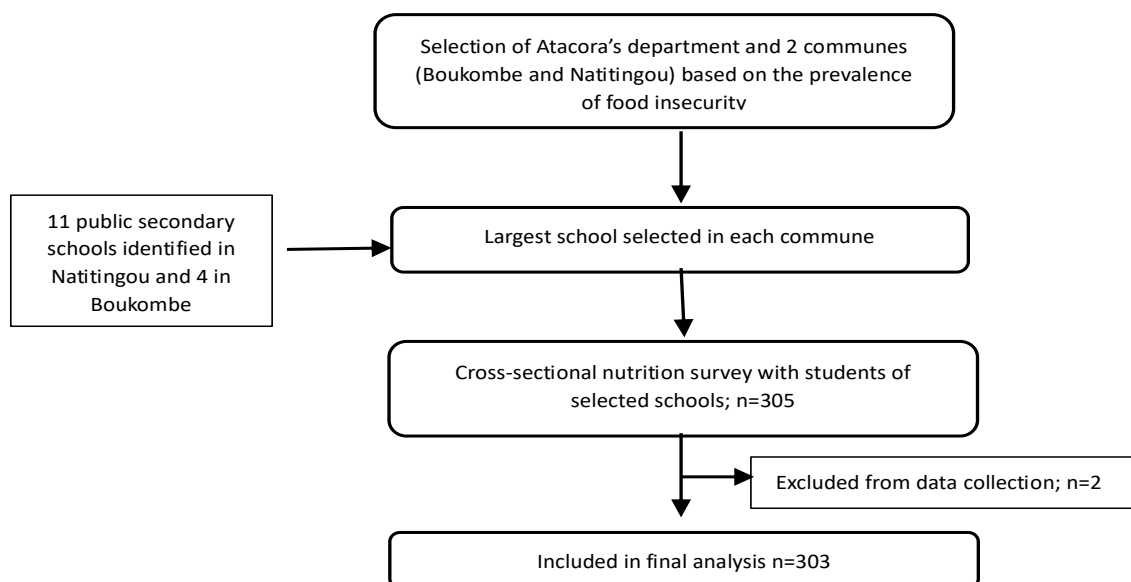 Selection of Atacora’s department and 2 communes
(Boukombe and Natitingou) based on the prevalence
of food insecurity
11 public secondary
schools identified in
Natitingou and 4 in
Boukombe
Largest school selected in each commune
Cross-sectional nutrition survey with students of
selected schools; n=305
Excluded from data collection; n=2
Included in final analysis n=303